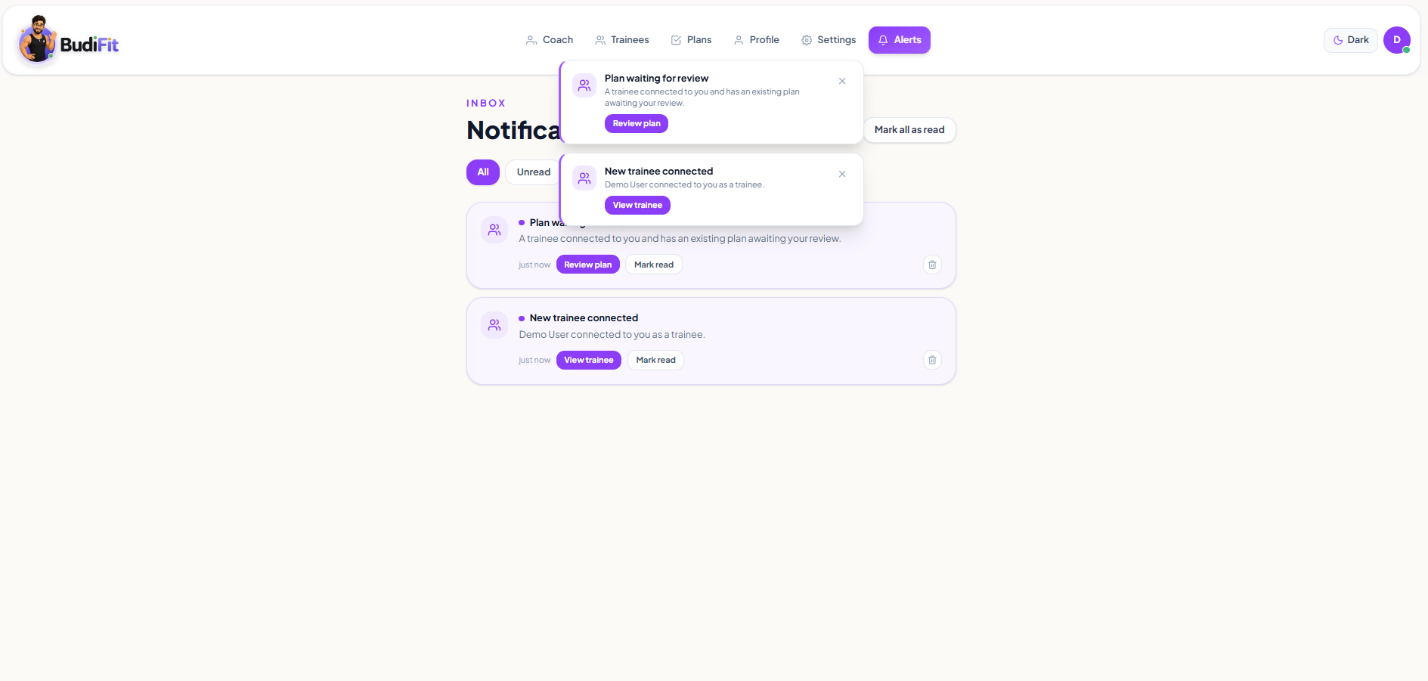 BudiFit
Coach
Trainees
Plans
Profile
Settings
Alerts
Dark
D
Plan waiting for review
A trainee connected to you and has an existing plan
awaiting your review.
Review plan
New trainee connected
Demo User connected to you as a trainee.
View trainee
INBOX
Notifica
Mark all as read
All
Unread
Plan wa
A trainee connected to you and has an existing plan awaiting your review.
just now
Review plan
Mark read
New trainee connected
Demo User connected to you as a trainee.
just now
View trainee
Mark read